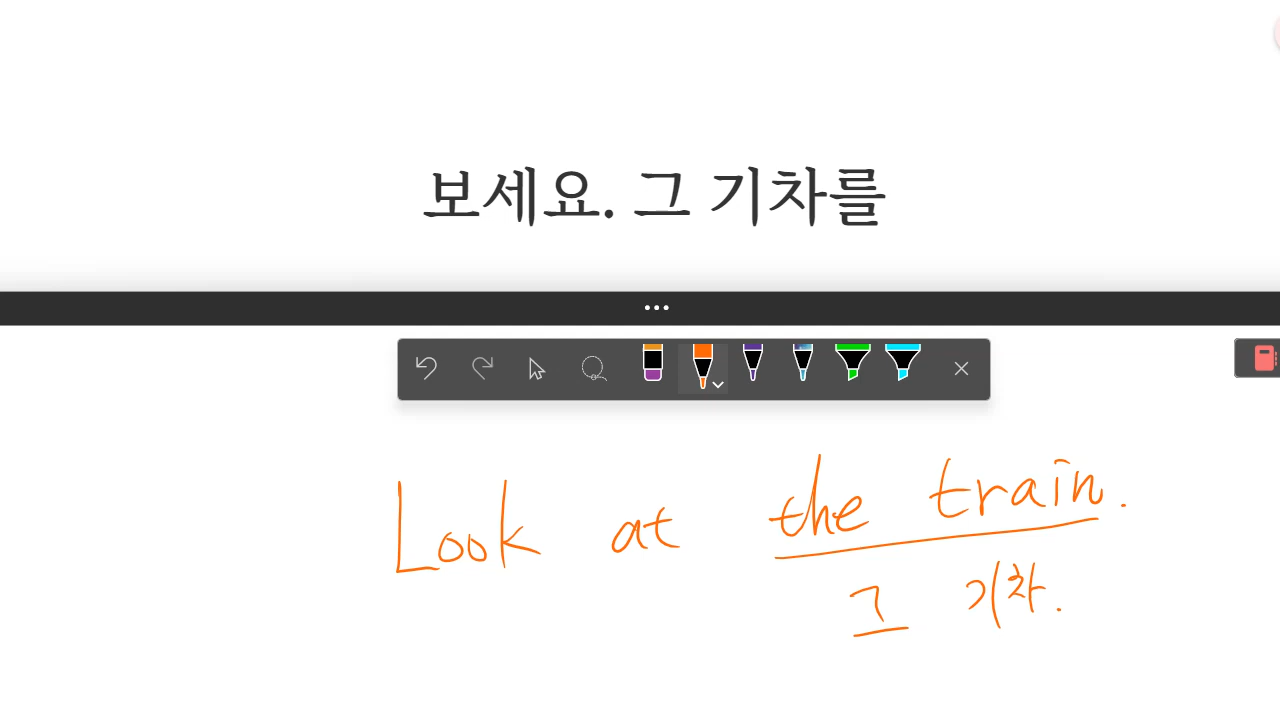 보세요. 그 기차를
Look at the train.
그 기차.